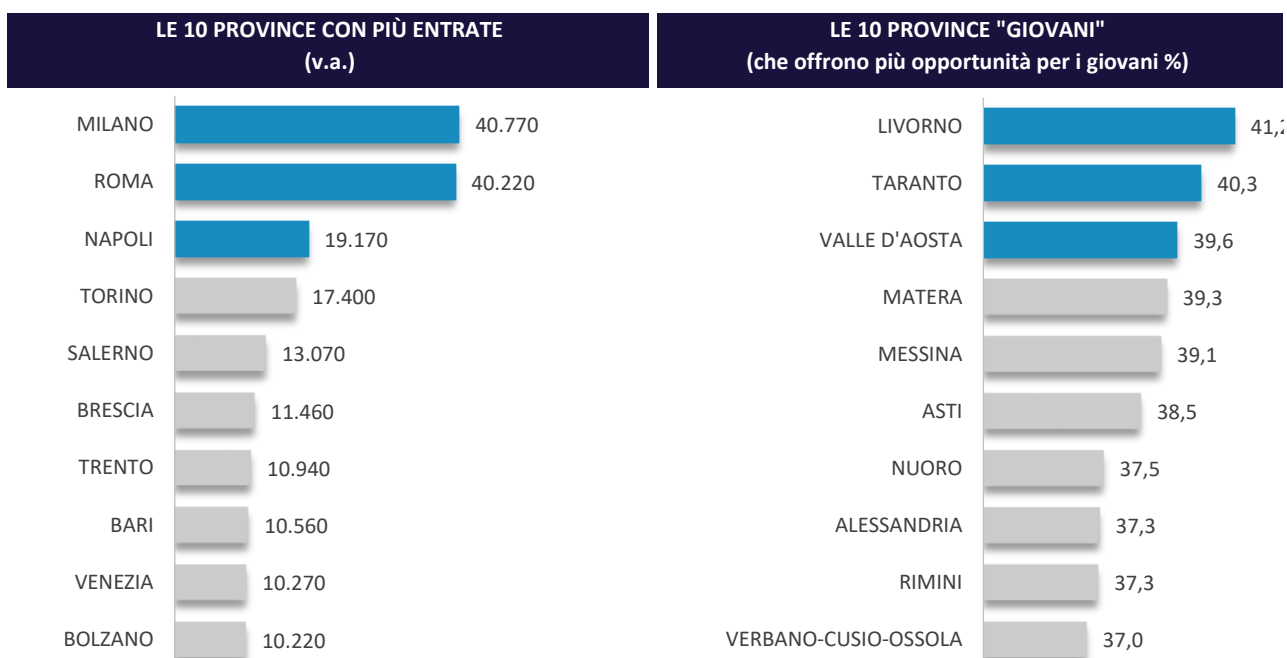 LE 10 PROVINCE CON PIÙ ENTRATE
(v.a.)
MILANO 40.770
ROMA 40.220
NAPOLI 19.170
TORINO 17.400
SALERNO 13.070
BRESCIA 11.460
TRENTO 10.940
BARI 10.560
VENEZIA 10.270
BOLZANO 10.220
LE 10 PROVINCE "GIOVANI"
(che offrono più opportunità per i giovani %)
LIVORNO 41,2
TARANTO 40,3
VALLE D'AOSTA 39,6
MATERA 39,3
MESSINA 39,1
ASTI 38,5
NUORO 37,5
ALESSANDRIA 37,3
RIMINI 37,3
VERBANO-CUSIO-OSSOLA 37,0